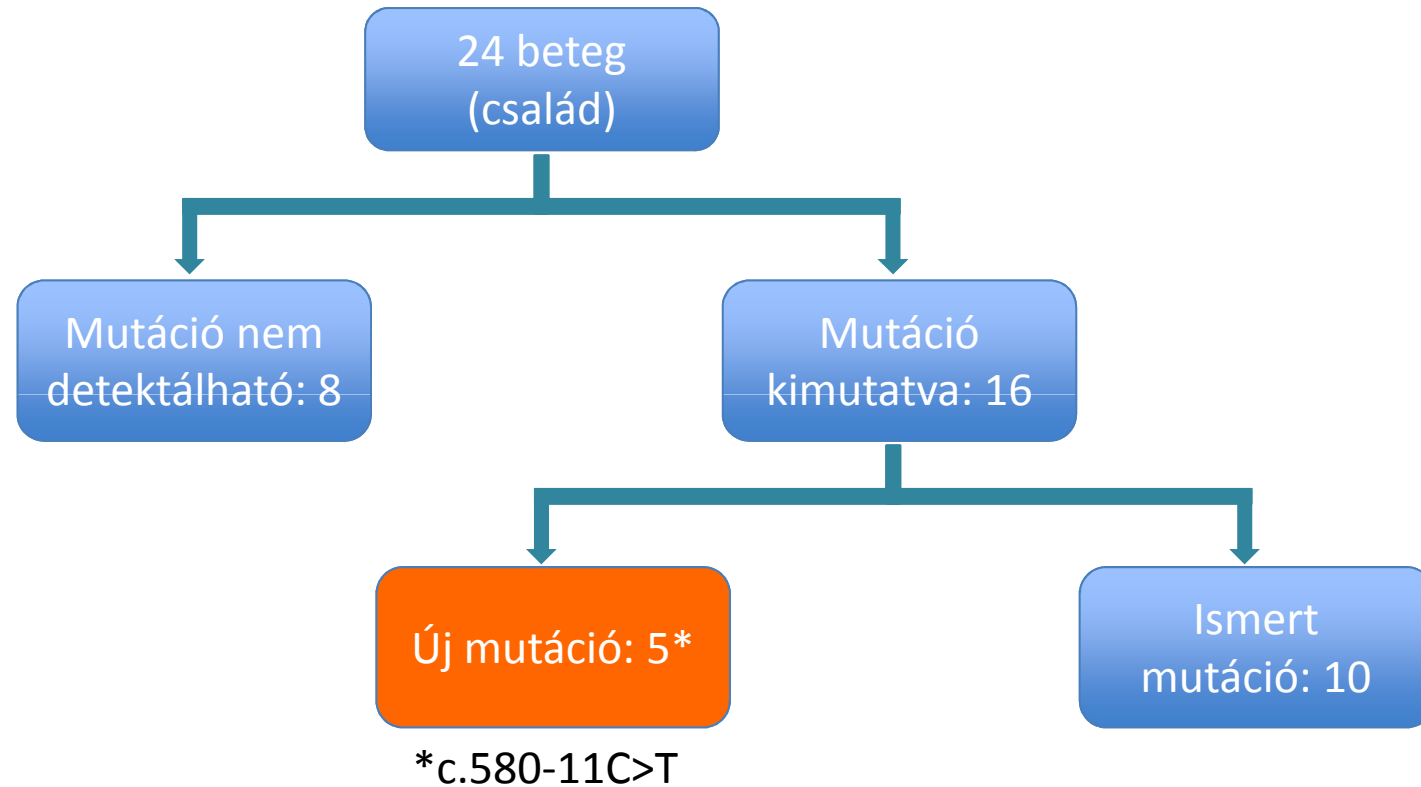 24 beteg
(család)
Mutáció nem
detektálható: 8
Mutáció
kimutatva: 16
Új mutáció: 5*
Ismert
mutáció: 10
*c.580-11C>T